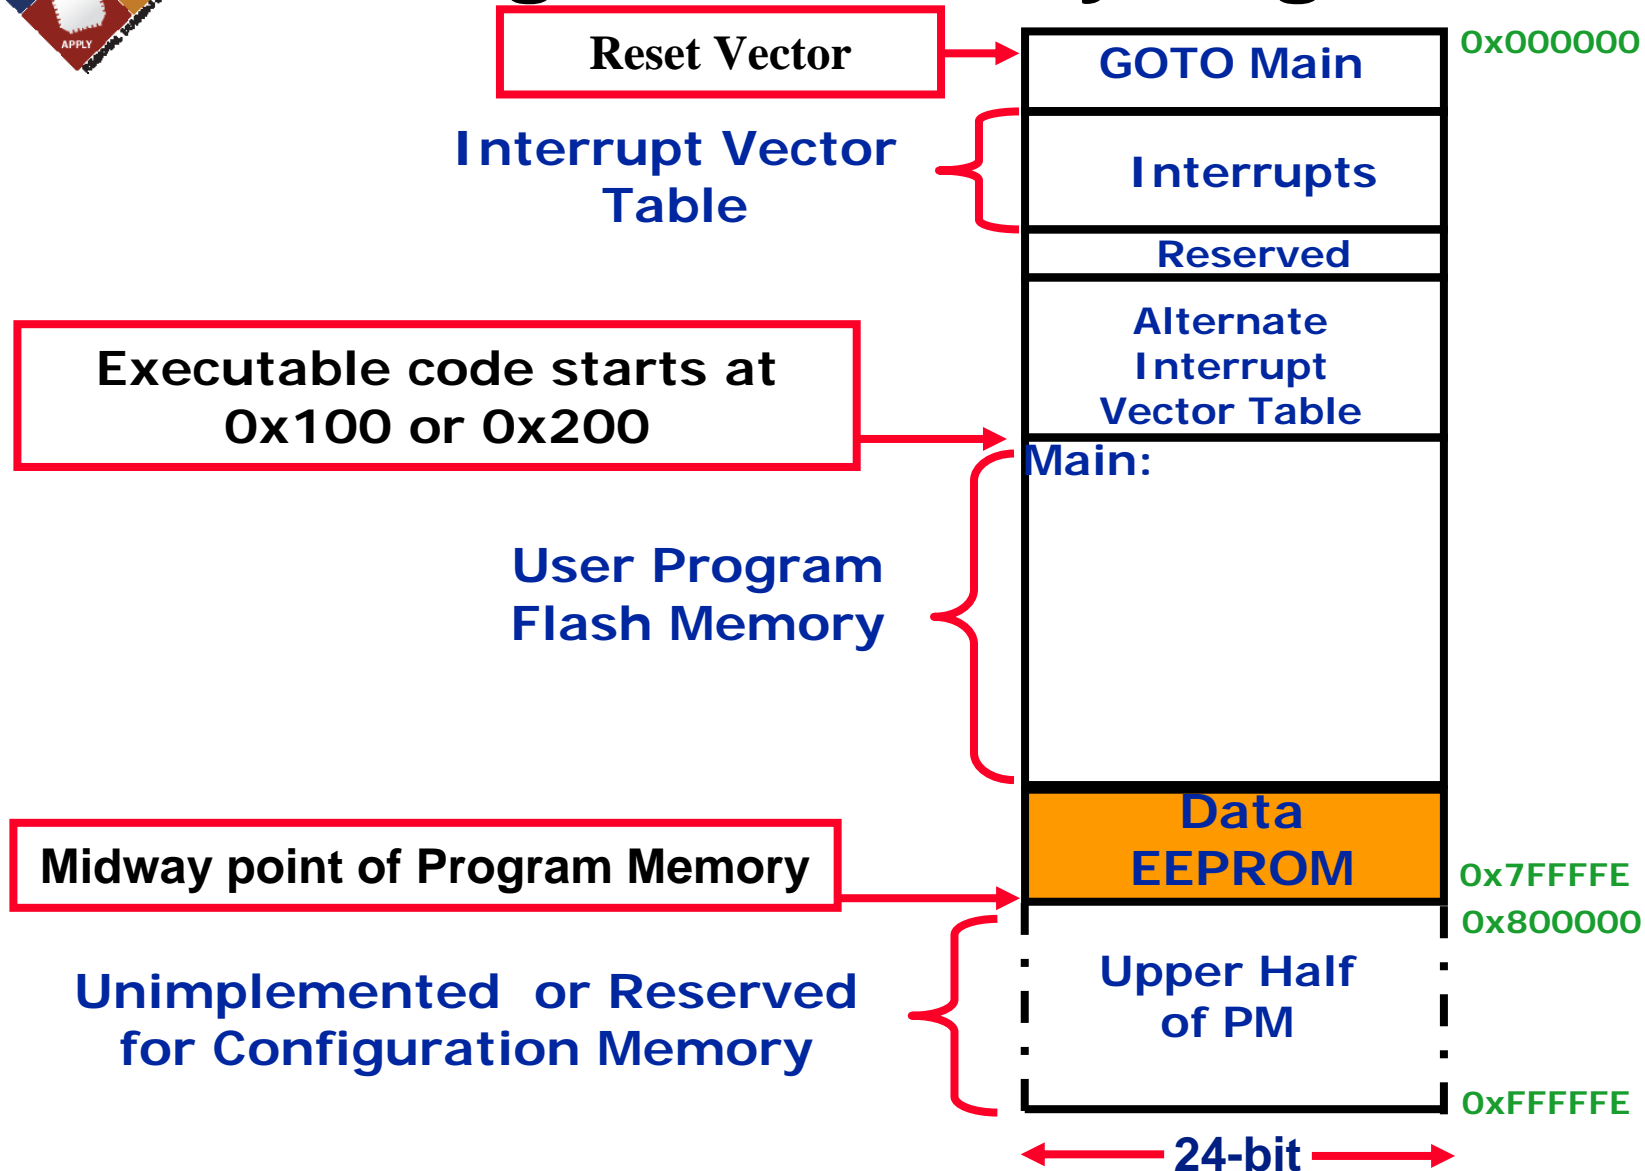 APPLY
Reset Vector
GOTO Main
0x000000
Interrupt Vector
Table
Interrupts
Reserved
Alternate
Interrupt
Vector Table
Executable code starts at
0x100 or 0x200
Main:
User Program
Flash Memory
Data
EEPROM
Midway point of Program Memory
0x7FFFFE
0x800000
Upper Half
of PM
Unimplemented or Reserved
for Configuration Memory
0xFFFFFE
24-bit